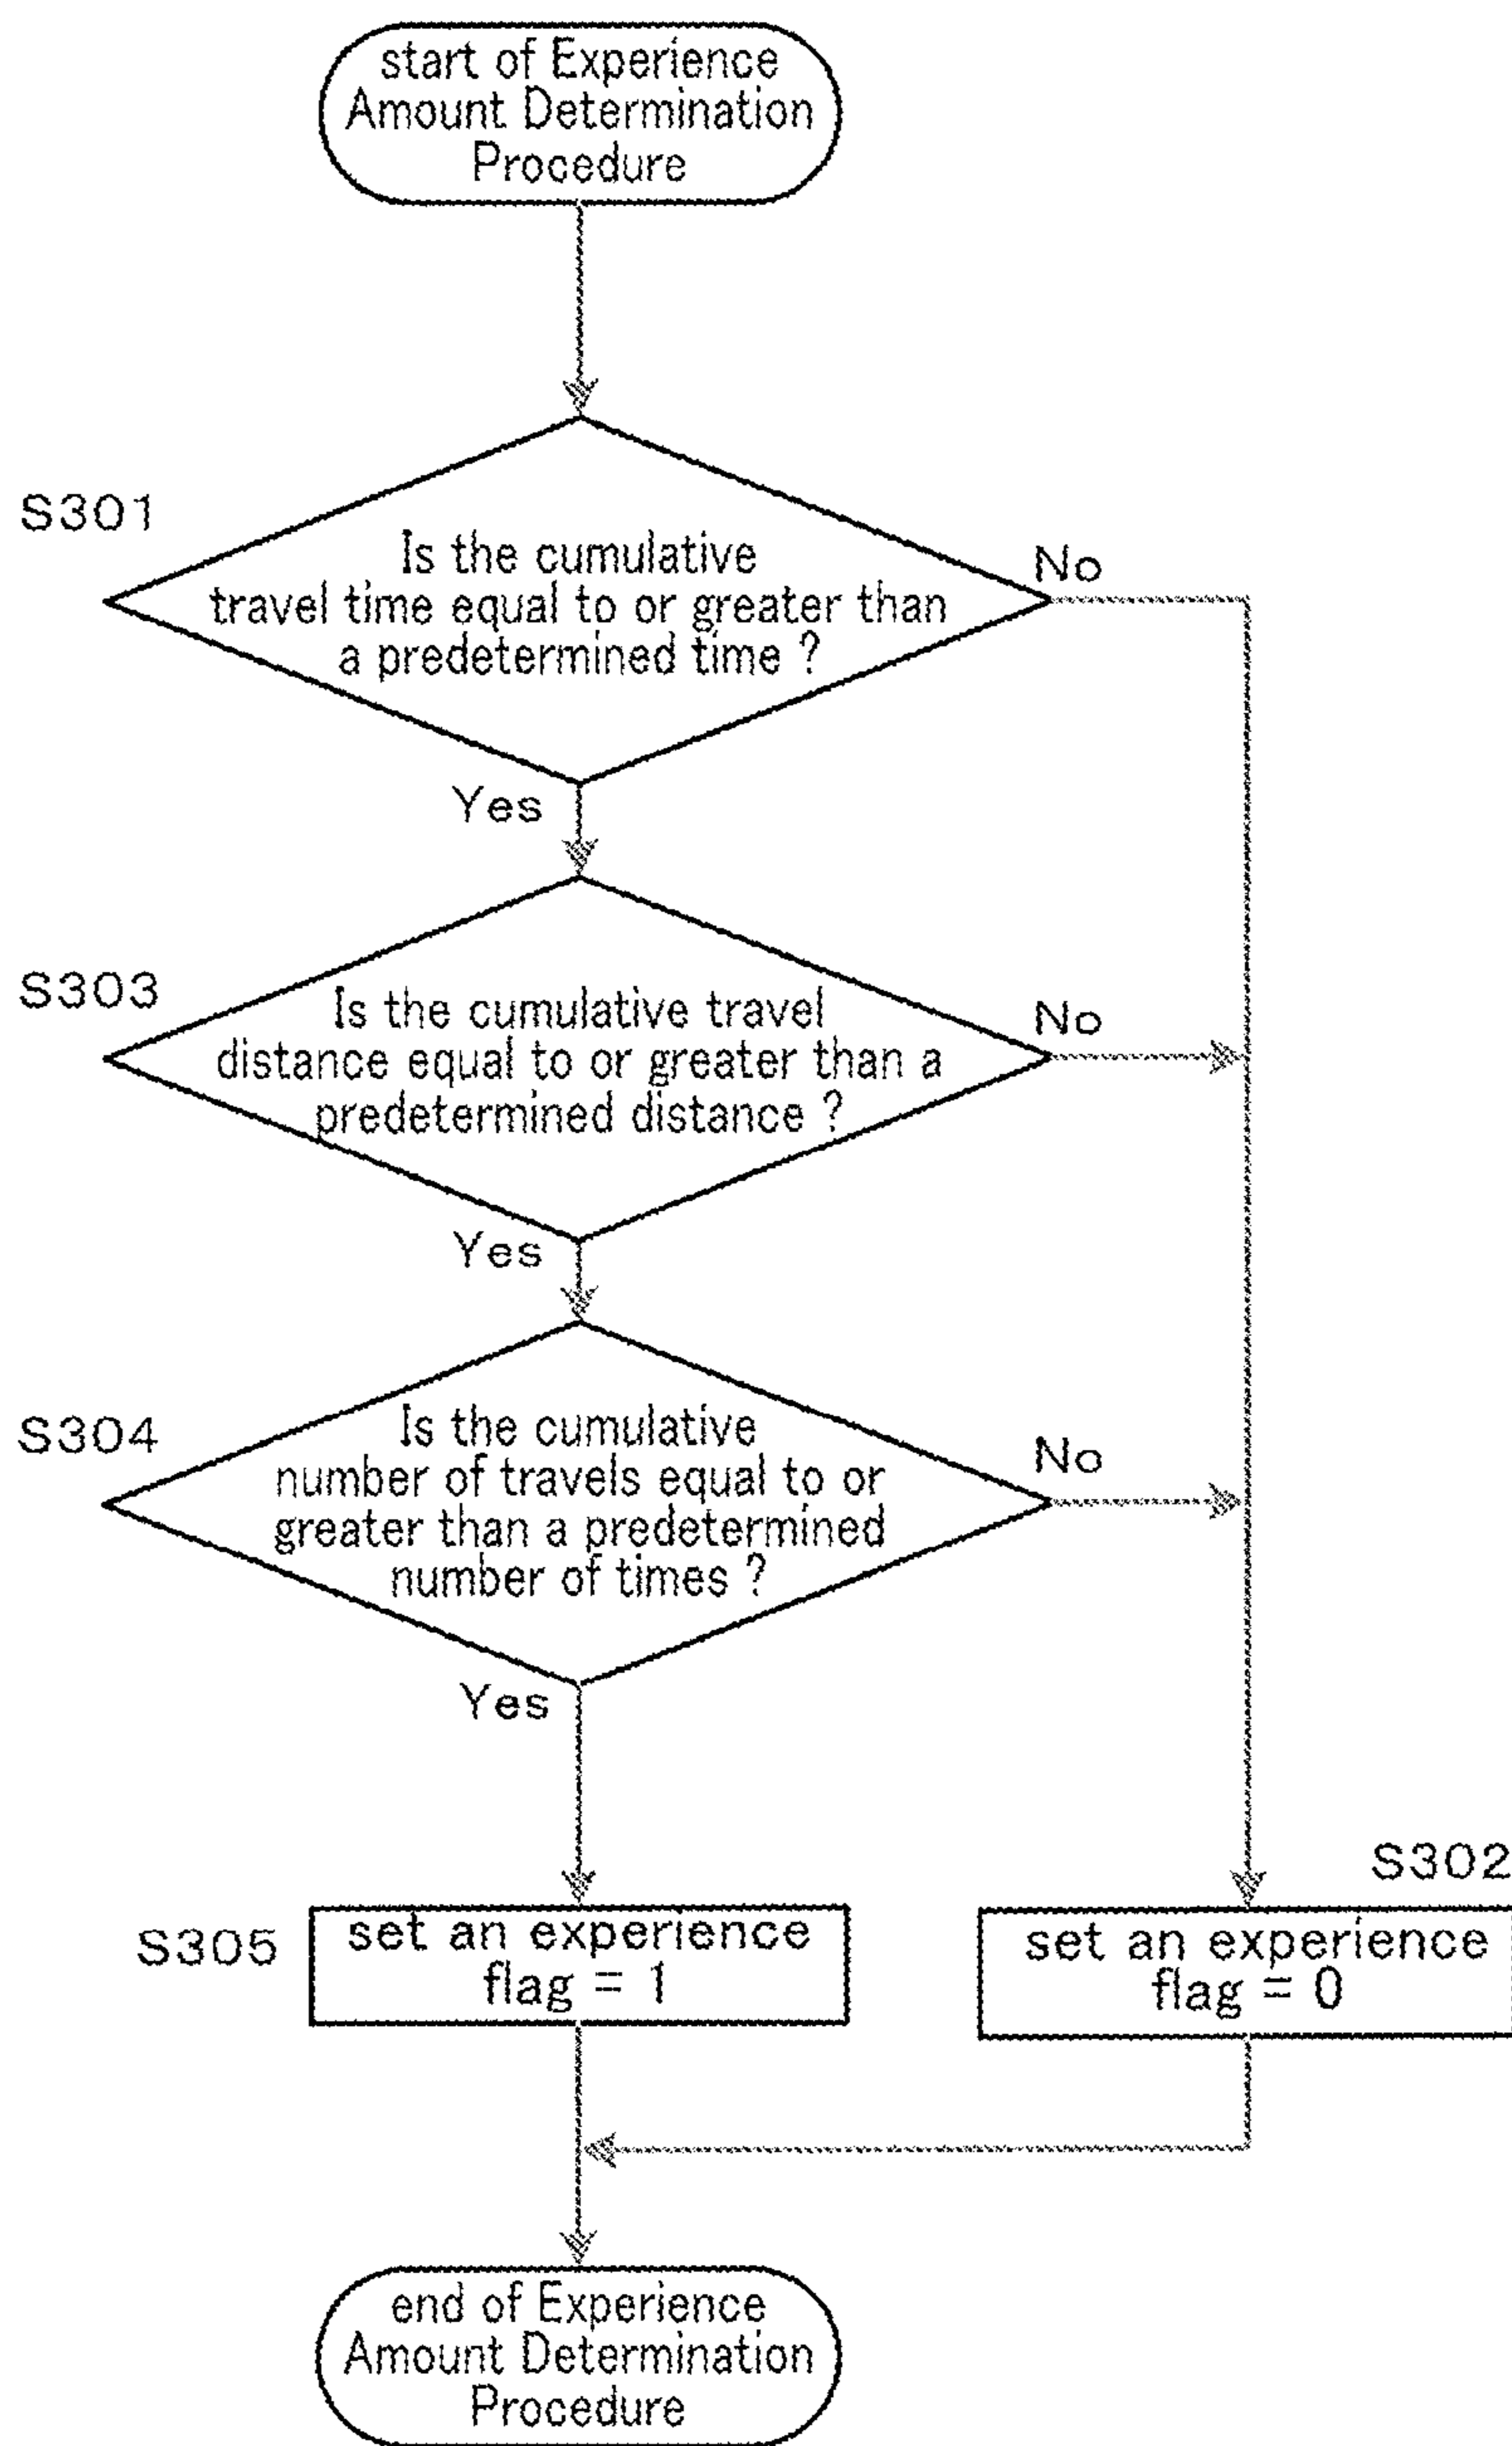 start of Experience
Amount Determination
Procedure
S301
Is the cumulative
travel time equal to or greater than
a predetermined time ?
No
Yes
S303
Is the cumulative travel
distance equal to or greater than a
predetermined distance ?
No
Yes
S304
Is the cumulative
number of travels equal to or
greater than a predetermined
number of times ?
No
Yes
S305
set an experience
flag = 1
S302
set an experience
flag = 0
end of Experience
Amount Determination
Procedure